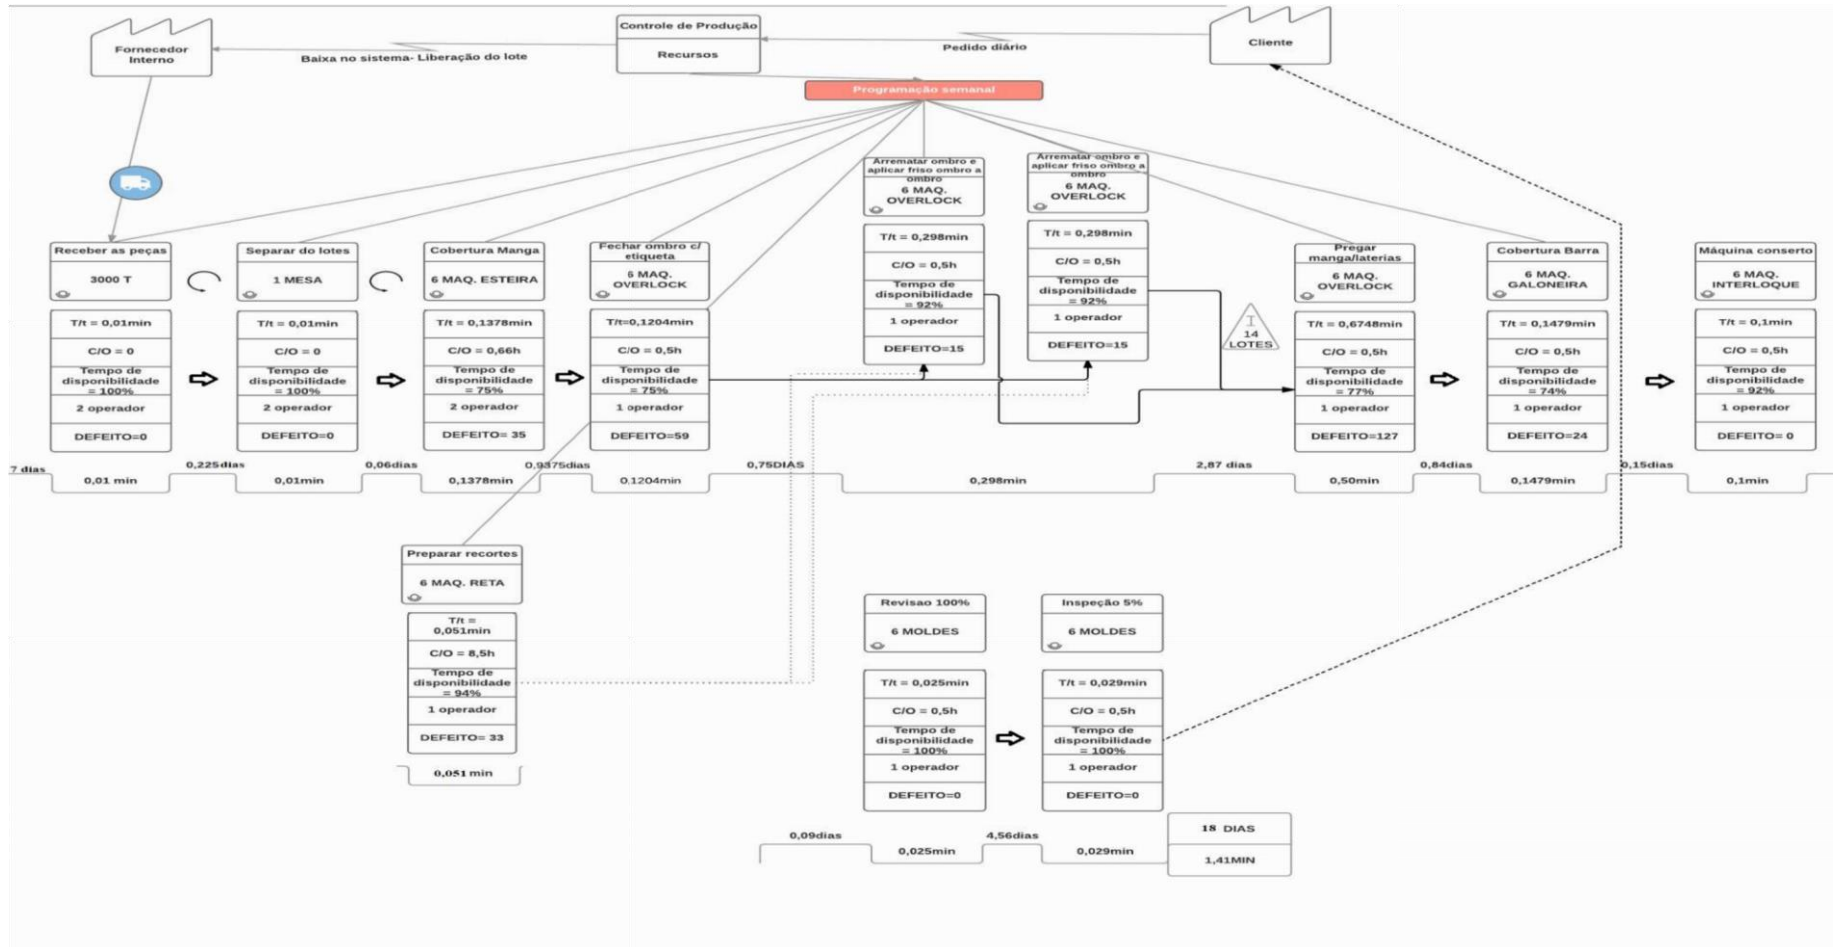 Fornecedor
Interno
Baixa no sistema- Liberação do lote
Controle de Produção
Recursos
Pedido diário
Cliente
Programação semanal
Receber as peças
3000 T
T/t = 0,01min
C/O = 0
Tempo de
disponibilidade
= 100%
2 operador
DEFEITO=0
Separar do lotes
1 MESA
T/t = 0,01min
C/O = 0
Tempo de
disponibilidade
= 100%
2 operador
DEFEITO=0
Cobertura Manga
6 MAQ. ESTEIRA
T/t = 0,1378min
C/O = 0,66h
Tempo de
disponibilidade
= 75%
2 operador
DEFEITO= 35
Fechar ombro c/
etiqueta
6 MAQ.
OVERLOCK
T/t=0,1204min
C/O = 0,5h
Tempo de
disponibilidade
= 75%
1 operador
DEFEITO=59
Arrematar ombro e
aplicar friso ombro a
ombro
6 MAQ.
OVERLOCK
T/t = 0,298min
C/O = 0,5h
Tempo de
disponibilidade
= 92%
1 operador
DEFEITO=15
Arrematar ombro e
aplicar friso ombro a
ombro
6 MAQ.
OVERLOCK
T/t = 0,298min
C/O = 0,5h
Tempo de
disponibilidade
= 92%
1 operador
DEFEITO=15
I
14
LOTES
Pregar
manga/laterias
6 MAQ.
OVERLOCK
T/t = 0,6748min
C/O = 0,5h
Tempo de
disponibilidade
= 77%
1 operador
DEFEITO=127
Cobertura Barra
6 MAQ.
GALONEIRA
T/t = 0,1479min
C/O = 0,5h
Tempo de
disponibilidade
= 74%
1 operador
DEFEITO=24
Máquina conserto
6 MAQ.
INTERLOQUE
T/t = 0,1min
C/O = 0,5h
Tempo de
disponibilidade
= 92%
1 operador
DEFEITO= 0
7 dias
0,225dias
0,06dias
0,9375dias
0,75DIAS
2,87 dias
0,84dias
0,15dias
0,01 min
0,01min
0,1378min
0,1204min
0,298min
0,50min
0,1479min
0,1min
Preparar recortes
6 MAQ. RETA
T/t =
0,051min
C/O = 8,5h
Tempo de
disponibilidade
= 94%
1 operador
DEFEITO= 33
0,051 min
Revisao 100%
6 MOLDES
T/t = 0,025min
C/O = 0,5h
Tempo de
disponibilidade
= 100%
1 operador
DEFEITO=0
Inspeção 5%
6 MOLDES
T/t = 0,029min
C/O = 0,5h
Tempo de
disponibilidade
= 100%
1 operador
DEFEITO=0
0,09dias
4,56dias
0,025min
0,029min
18 DIAS
1,41MIN